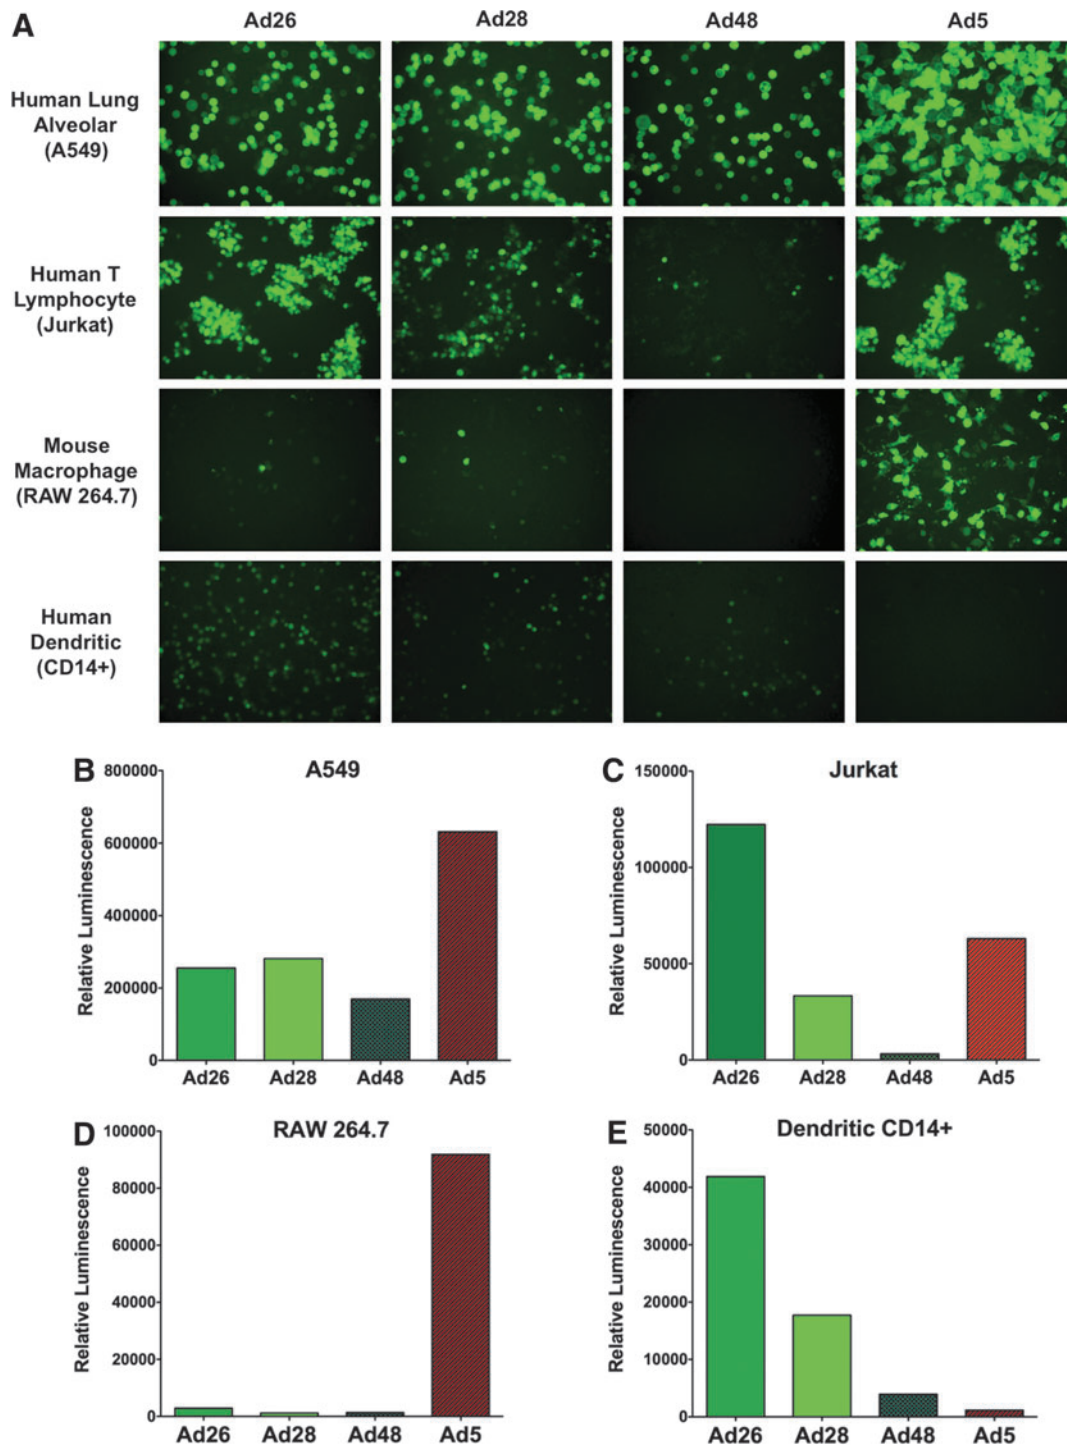 A
Ad26 Ad28 Ad48 Ad5
Human Lung
Alveolar
(A549)
Human T
Lymphocyte
(Jurkat)
Mouse
Macrophage
(RAW 264.7)
Human
Dendritic
(CD14+)
B
A549
Relative Luminescence
800000
600000
400000
200000
0
Ad26 Ad28 Ad48 Ad5
C
Jurkat
Relative Luminescence
150000
100000
50000
0
Ad26 Ad28 Ad48 Ad5
D
RAW 264.7
Relative Luminescence
100000
80000
60000
40000
20000
0
Ad26 Ad28 Ad48 Ad5
E
Dendritic CD14+
Relative Luminescence
50000
40000
30000
20000
10000
0
Ad26 Ad28 Ad48 Ad5